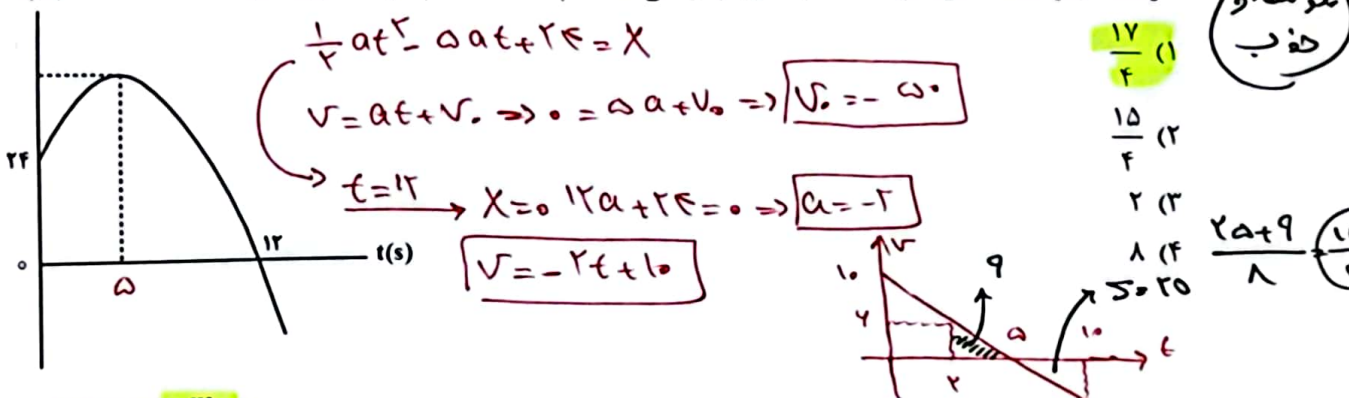 ۱/۲ at² - ۵at + ۲۴ = x
v = at + v₀ => ۰ = ۵a + v₀ => v₀ = -۵a
t = ۱۲ → x = ۰ ۱۲a + ۲۴ = ۰ => a = -۲
v = -۲t + ۱۰
۲۴
۰
۵
۱۲
t(s)
۱) ۱۷/۴
۲) ۱۵/۴
۳) ۲
۴) ۸
خوب
۲۵+۹/۸
v
۱۰
۹
S = ۲۵
۵
۱۰
t
۲